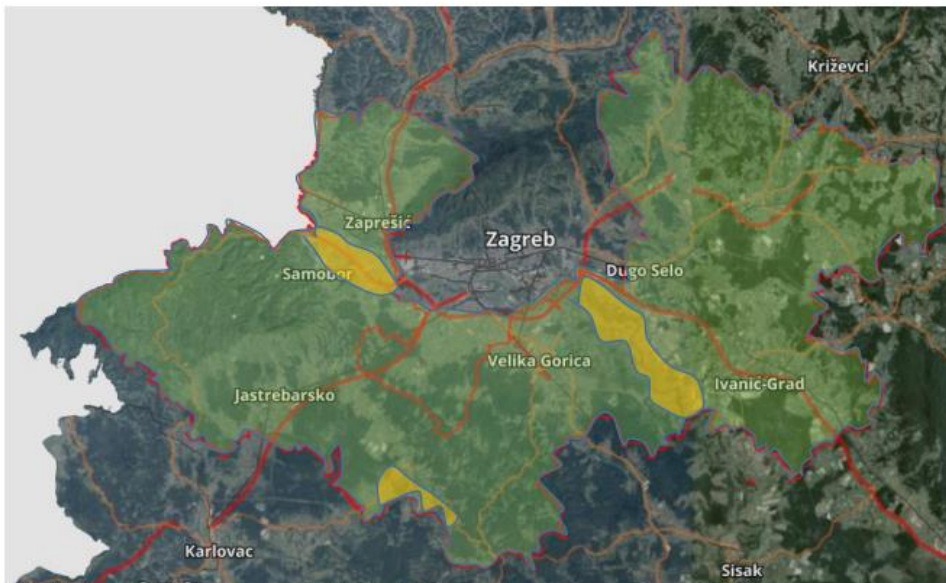 Križevci
Zaprešić
Zagreb
Samobor
Dugo Selo
Velika Gorica
Ivanić-Grad
Jastrebarsko
Karlovac
Sisak